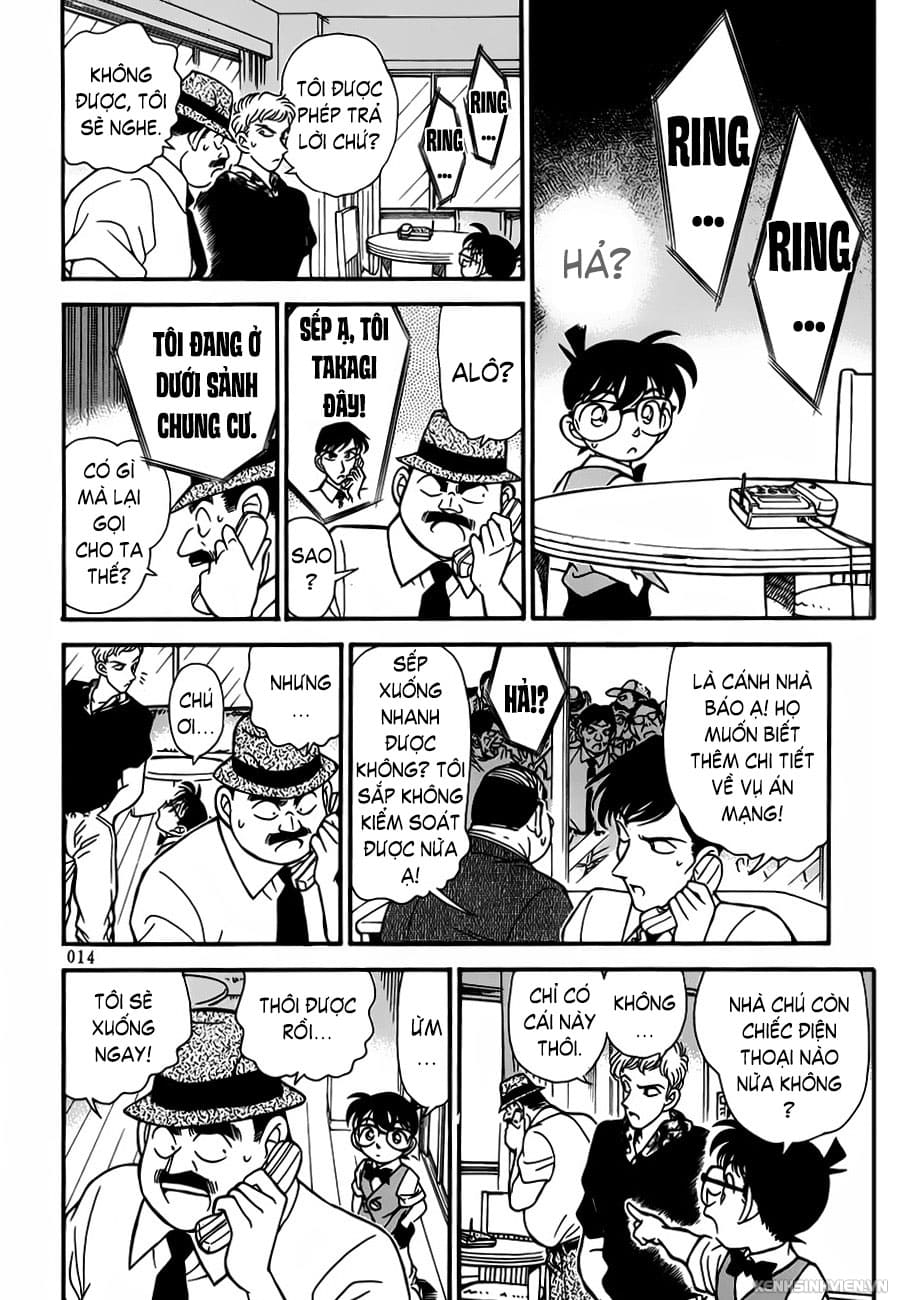 RING
...
RING
...
HẢ?
RING
...
RING
...
TÔI ĐƯỢC
PHÉP TRẢ
LỜI CHỨ?
KHÔNG
ĐƯỢC, TÔI
SẼ NGHE.
ALÔ?
SẾP Ạ, TÔI
TAKAGI
ĐÂY!
SAO
?
TÔI ĐANG Ở
DƯỚI SẢNH
CHUNG CƯ.
CÓ GÌ
MÀ LẠI
GỌI
CHO TA
THẾ?
LÀ CÁNH NHÀ
BÁO Ạ! HỌ
MUỐN BIẾT
THÊM CHI TIẾT
VỀ VỤ ÁN
MẠNG!
HẢ!?
SẾP
XUỐNG
NHANH
ĐƯỢC
KHÔNG? TÔI
SẮP KHÔNG
KIỂM SOÁT
ĐƯỢC NỮA
Ạ!
NHƯNG
...
CHÚ
ƠI...
014
NHÀ CHÚ CÒN
CHIẾC ĐIỆN
THOẠI NÀO
NỮA KHÔNG
?
KHÔNG
...
CHỈ CÓ
CÁI NÀY
THÔI.
ỪM
...
THÔI ĐƯỢC
RỒI...
TÔI SẼ
XUỐNG
NGAY!
XENHSINHVIEN.VN